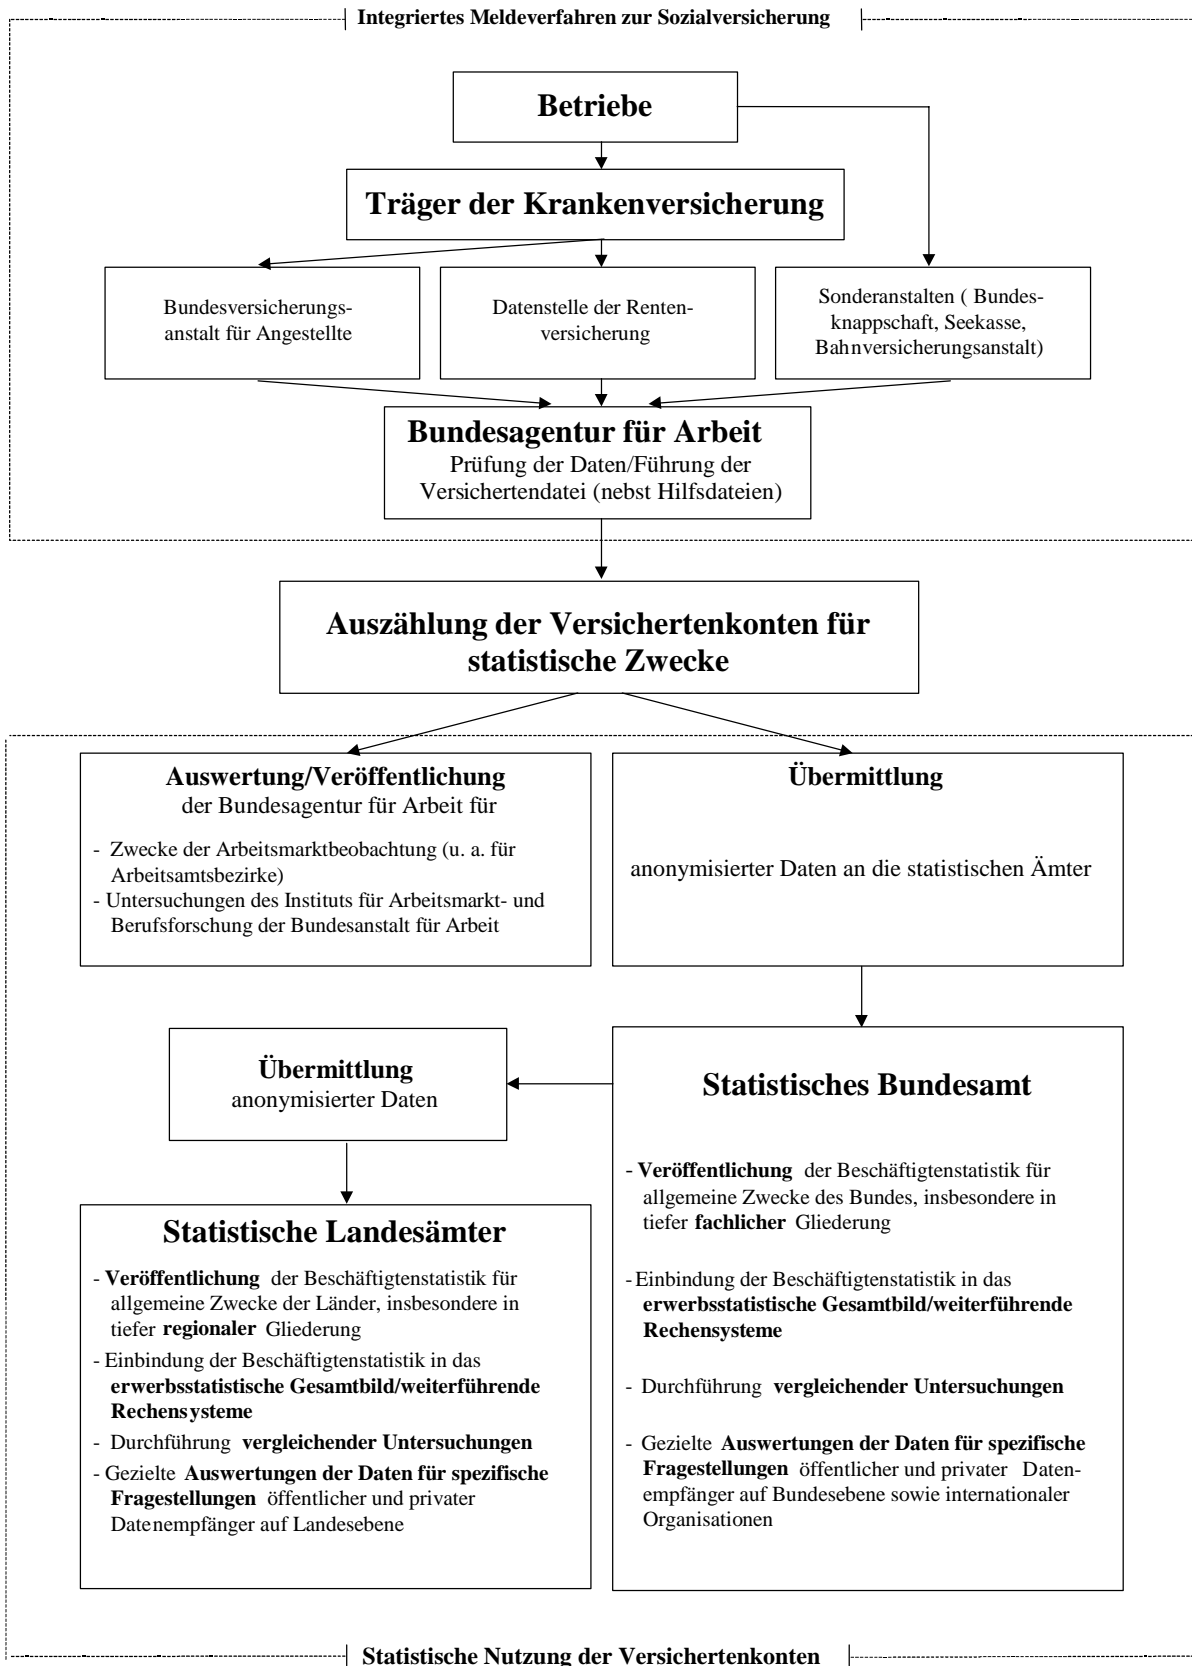 Integriertes Meldeverfahren zur Sozialversicherung
Betriebe
Träger der Krankenversicherung
Bundesversicherungs-
anstalt für Angestellte
Datenstelle der Renten-
versicherung
Sonderanstalten ( Bundes-
knappschaft, Seekasse,
Bahnversicherungsanstalt)
Bundesagentur für Arbeit
Prüfung der Daten/Führung der
Versichertendatei (nebst Hilfsdateien)
Auszählung der Versichertenkonten für
statistische Zwecke
Auswertung/Veröffentlichung
der Bundesagentur für Arbeit für
- Zwecke der Arbeitsmarktbeobachtung (u. a. für
Arbeitsamtsbezirke)
- Untersuchungen des Instituts für Arbeitsmarkt- und
Berufsforschung der Bundesanstalt für Arbeit
Übermittlung
anonymisierter Daten an die statistischen Ämter
Übermittlung
anonymisierter Daten
Statistisches Bundesamt
- Veröffentlichung der Beschäftigtenstatistik für
allgemeine Zwecke des Bundes, insbesondere in
tiefer fachlicher Gliederung
- Einbindung der Beschäftigtenstatistik in das
erwerbsstatistische Gesamtbild/weiterführende
Rechensysteme
- Durchführung vergleichender Untersuchungen
- Gezielte Auswertungen der Daten für spezifische
Fragestellungen öffentlicher und privater Daten-
empfänger auf Bundesebene sowie internationaler
Organisationen
Statistische Landesämter
- Veröffentlichung der Beschäftigtenstatistik für
allgemeine Zwecke der Länder, insbesondere in
tiefer regionaler Gliederung
- Einbindung der Beschäftigtenstatistik in das
erwerbsstatistische Gesamtbild/weiterführende
Rechensysteme
- Durchführung vergleichender Untersuchungen
- Gezielte Auswertungen der Daten für spezifische
Fragestellungen öffentlicher und privater
Datenempfänger auf Landesebene
Statistische Nutzung der Versichertenkonten